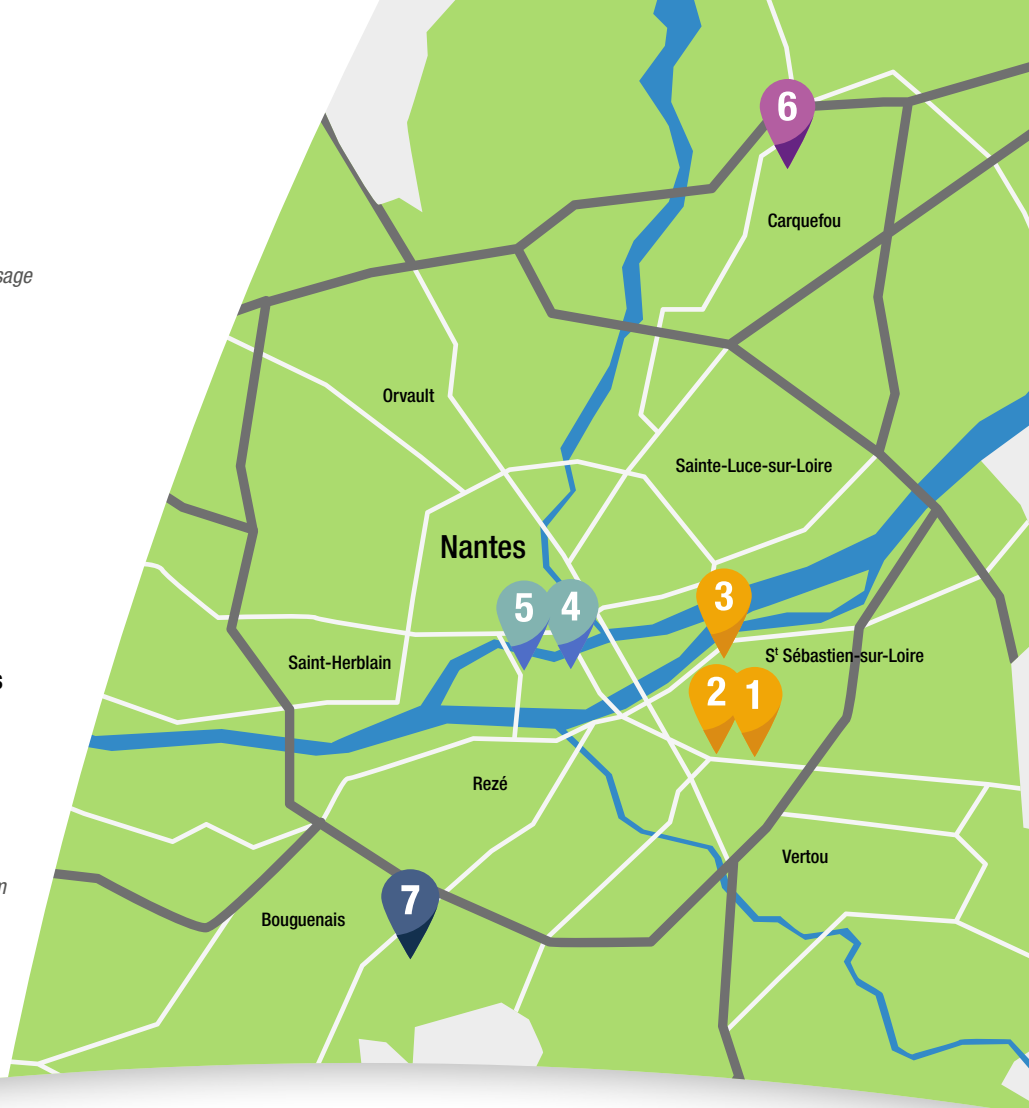 6
Carquefou
sage
Orvault
Sainte-Luce-sur-Loire
Nantes
5
4
3
Saint-Herblain
St Sébastien-sur-Loire
s
2
1
Rezé
Vertou
n
7
Bouguenais